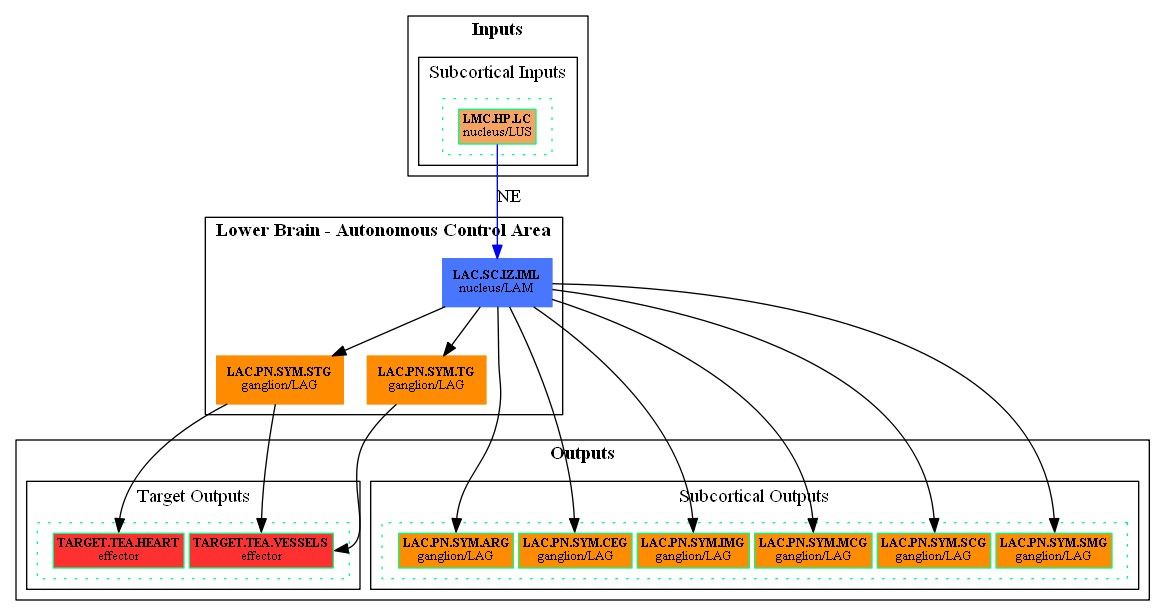 Inputs
Subcortical Inputs
LMC.HP.LC
nucleus/LUS
NE
Lower Brain - Autonomous Control Area
LAC.SC.IZ.IML
nucleus/LAM
LAC.PN.SYM.STG
ganglion/LAG
LAC.PN.SYM.TG
ganglion/LAG
Outputs
Target Outputs
TARGET.TEA.HEART
effector
TARGET.TEA.VESSELS
effector
Subcortical Outputs
LAC.PN.SYM.ARG
ganglion/LAG
LAC.PN.SYM.CEG
ganglion/LAG
LAC.PN.SYM.IMG
ganglion/LAG
LAC.PN.SYM.MCG
ganglion/LAG
LAC.PN.SYM.SCG
ganglion/LAG
LAC.PN.SYM.SMG
ganglion/LAG